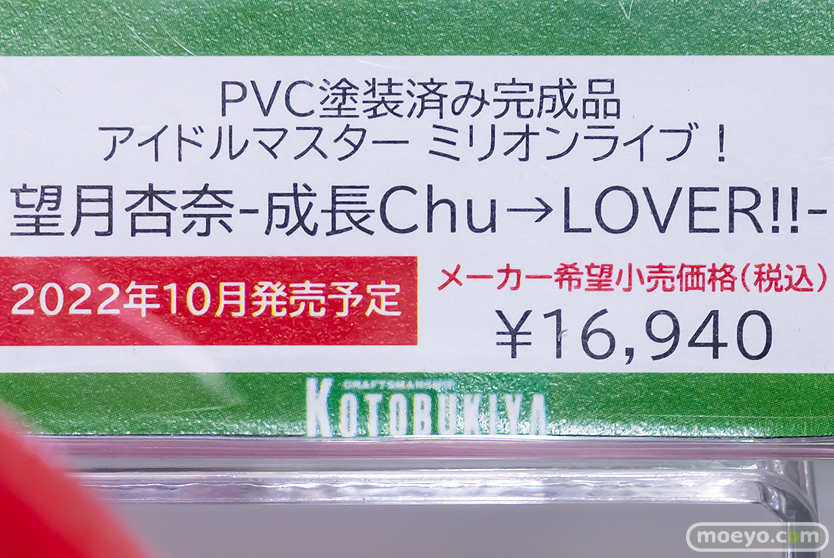 PVC塗装済み完成品
アイドルマスター ミリオンライブ！
望月杏奈-成長Chu→LOVER!!-
2022年10月発売予定
メーカー希望小売価格(税込)
¥16,940
CRAFTSMANSHIP
KOTOBUKIYA
moeyo.com